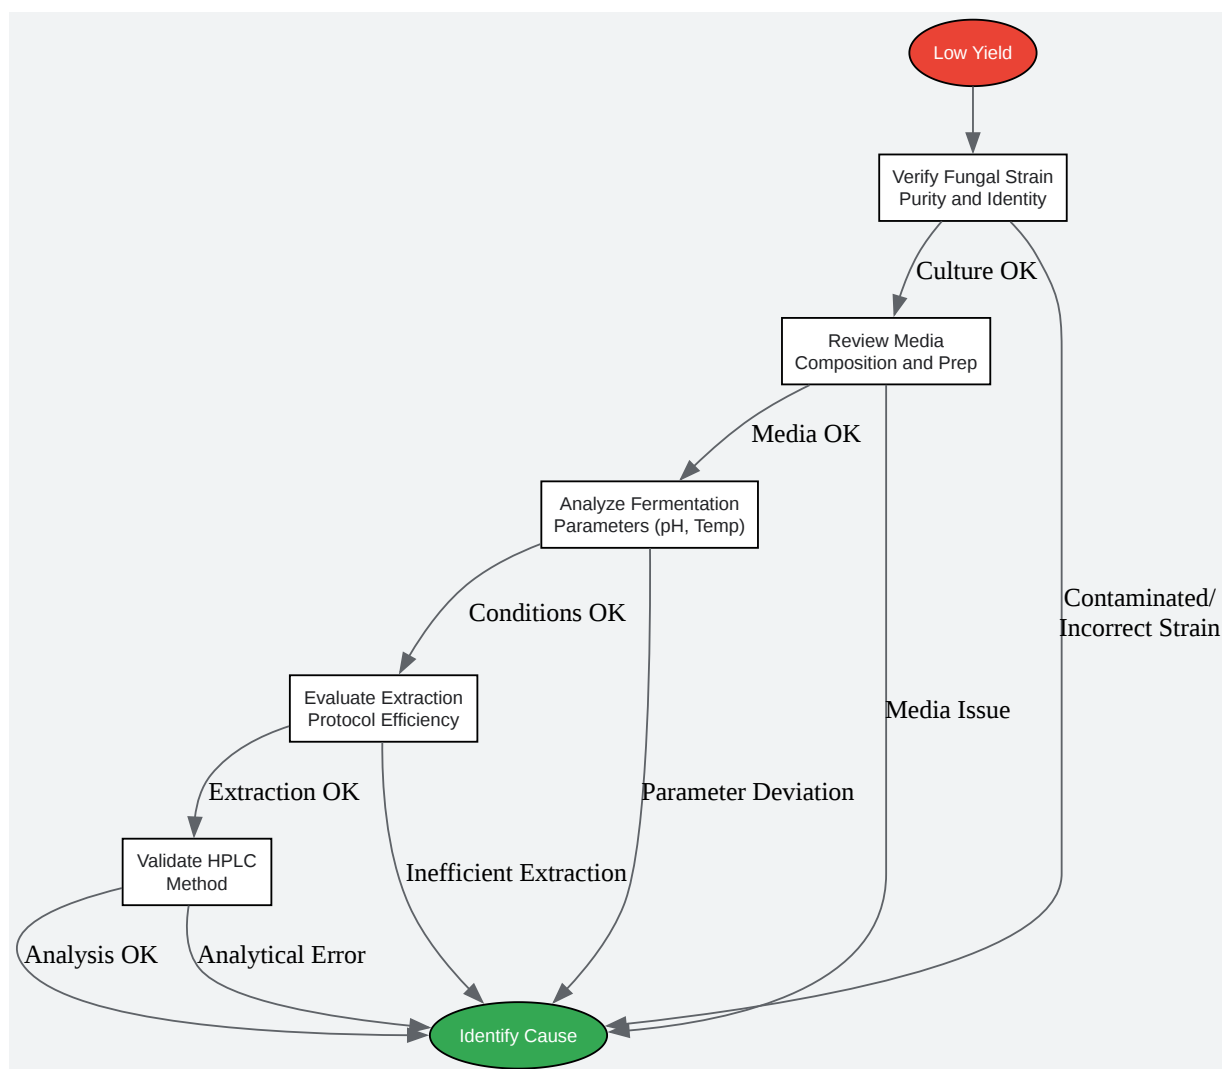 Low Yield
Verify Fungal Strain
Purity and Identity
Culture OK
Review Media
Composition and Prep
Media OK
Analyze Fermentation
Parameters (pH, Temp)
Contaminated/
Incorrect Strain
Conditions OK
Evaluate Extraction
Protocol Efficiency
Media Issue
Extraction OK
Parameter Deviation
Validate HPLC
Method
Inefficient Extraction
Analysis OK
Analytical Error
Identify Cause